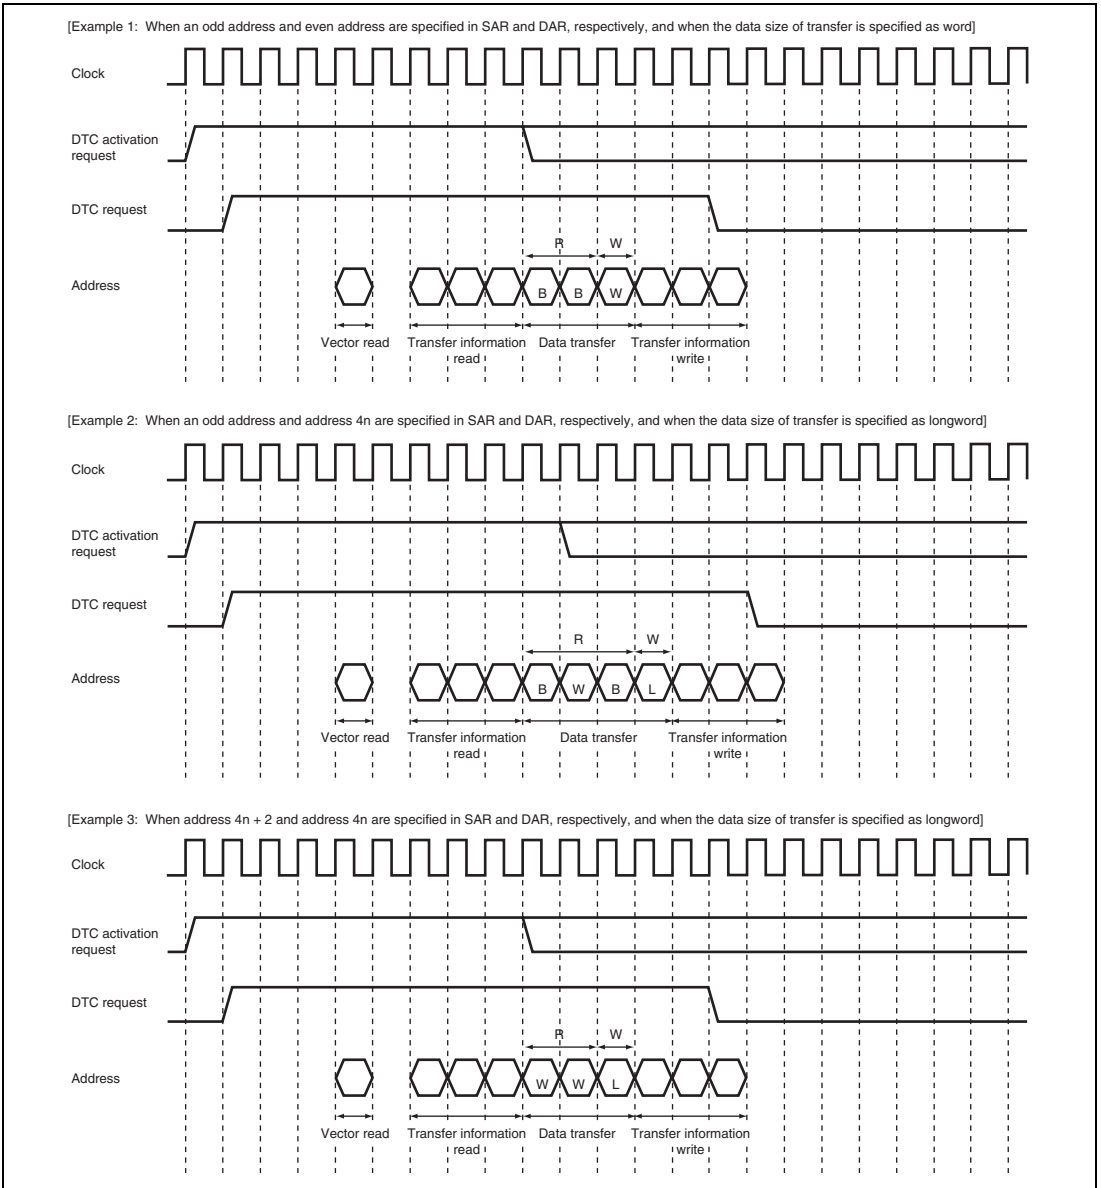 [Example 1: When an odd address and even address are specified in SAR and DAR, respectively, and when the data size of transfer is specified as word]
Clock
DTC activation
request
DTC request
R W
Address
B B W
Vector read Transfer information Data transfer Transfer information
read write
[Example 2: When an odd address and address 4n are specified in SAR and DAR, respectively, and when the data size of transfer is specified as longword]
Clock
DTC activation
request
DTC request
R W
Address
B W B L
Vector read Transfer information Data transfer Transfer information
read write
[Example 3: When address 4n + 2 and address 4n are specified in SAR and DAR, respectively, and when the data size of transfer is specified as longword]
Clock
DTC activation
request
DTC request
R W
Address
W W L
Vector read Transfer information Data transfer Transfer information
read write